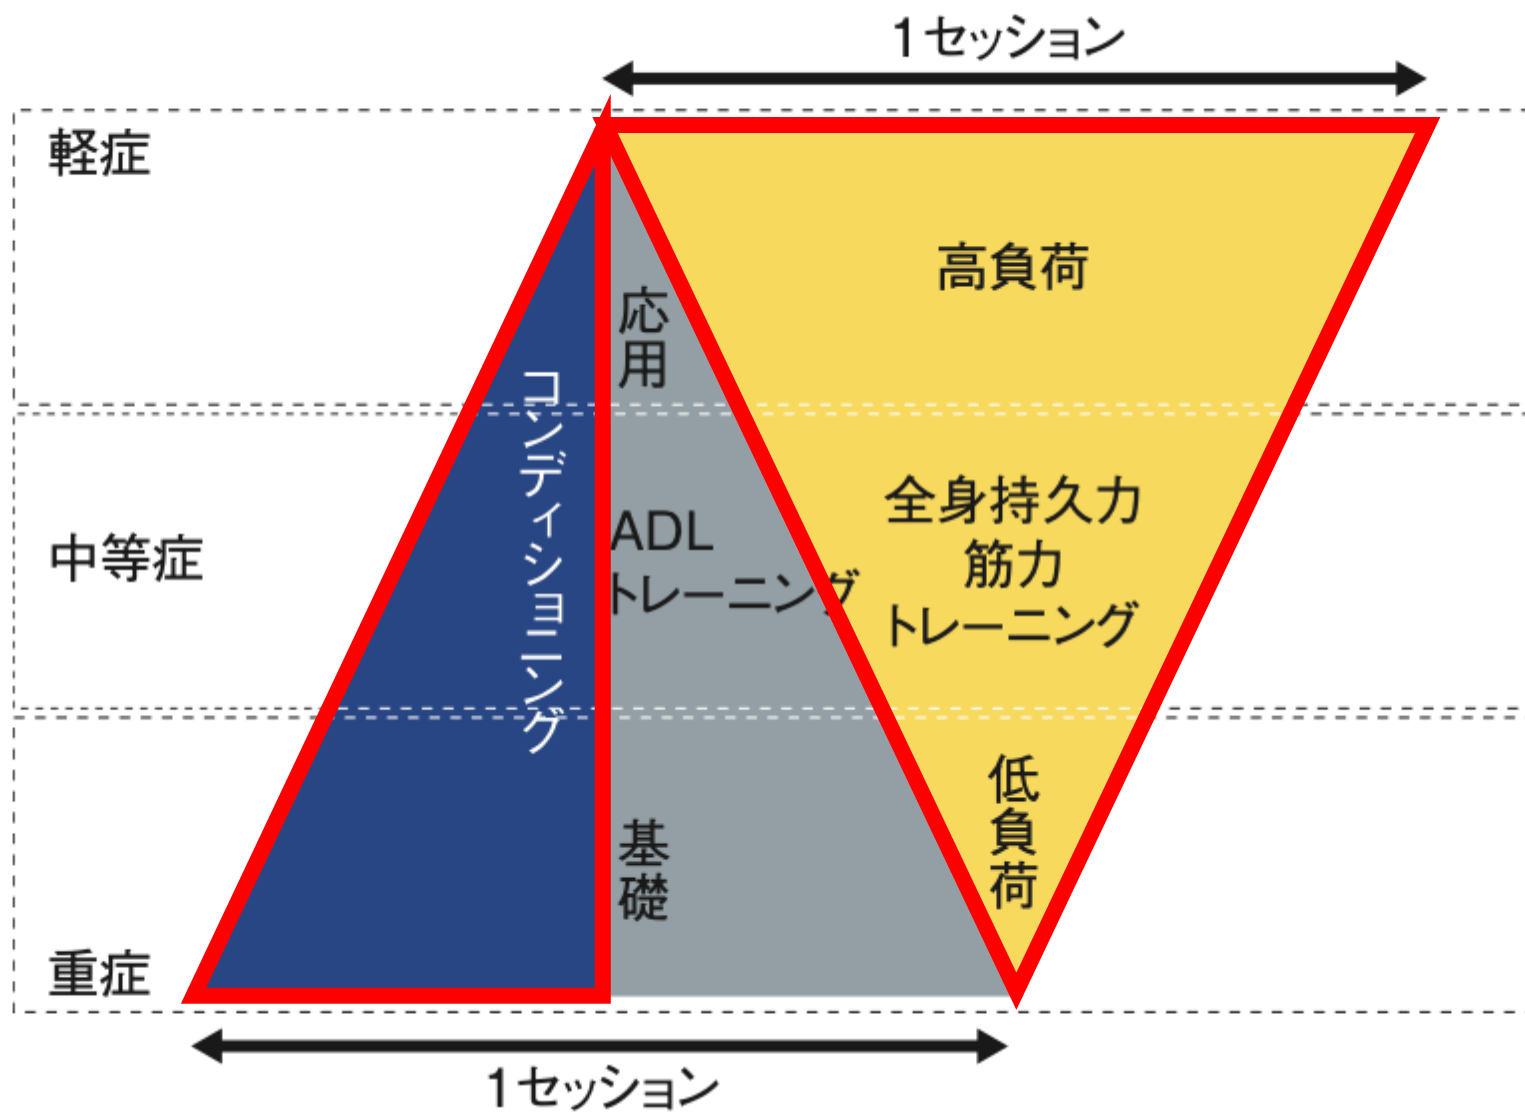 1セッション
軽症
高負荷
応用
コンディショニング
中等症
ADL
トレーニング
全身持久力
筋力
トレーニング
低負荷
基礎
重症
1セッション